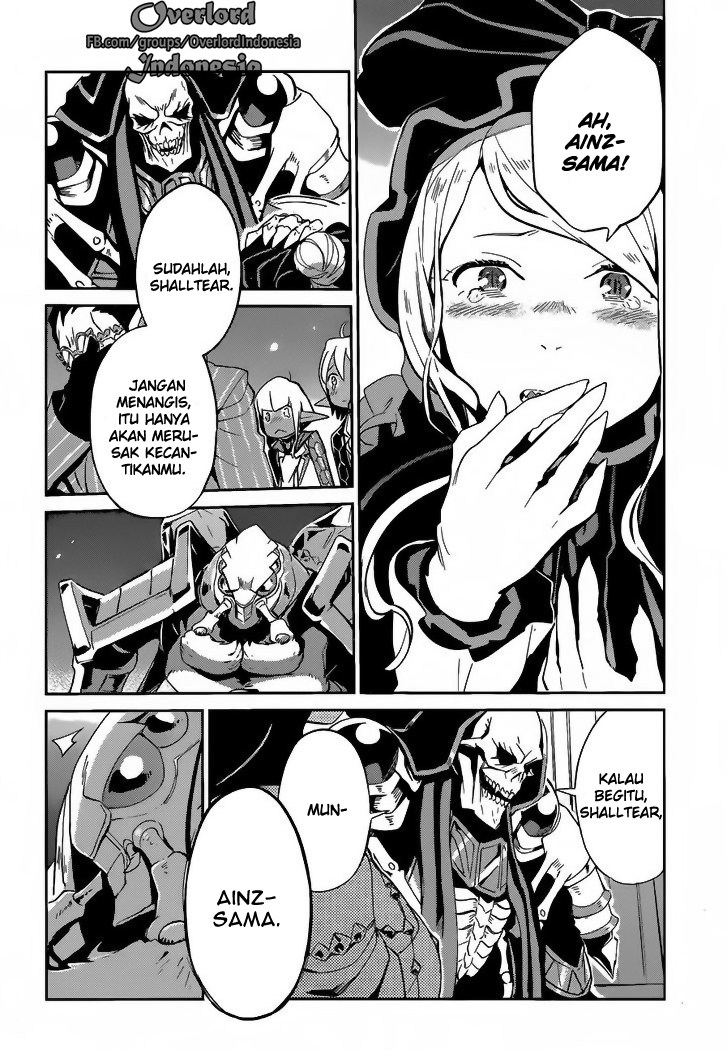 Overlord
FB.com/groups/OverlordIndonesia
Indonesia
AH,
AINZ-
SAMA!
SUDAHLAH,
SHALLTEAR.
JANGAN
MENANGIS,
ITU HANYA
AKAN MERU-
SAK KECAN-
TIKANMU.
KALAU
BEGITU,
SHALLTEAR,
MUN-
AINZ-
SAMA.